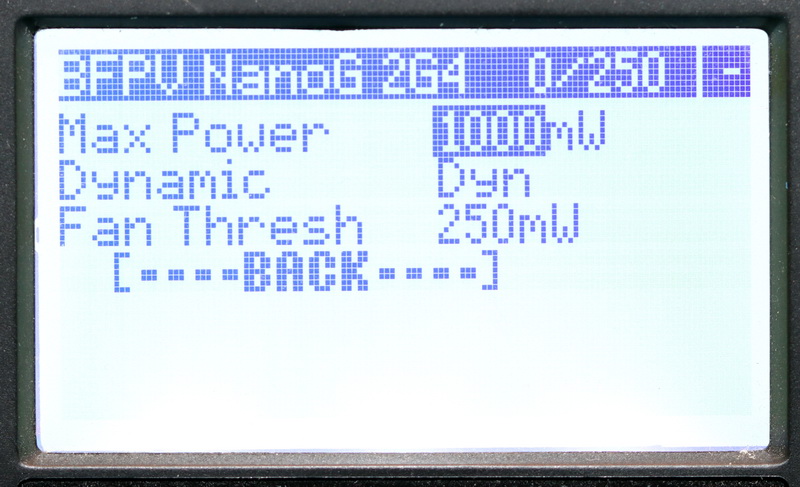 BFPV NanoG 2G4 0/250 -
Max Power 1000mW
Dynamic Dyn
Fan Thresh 250mW
[----BACK----]